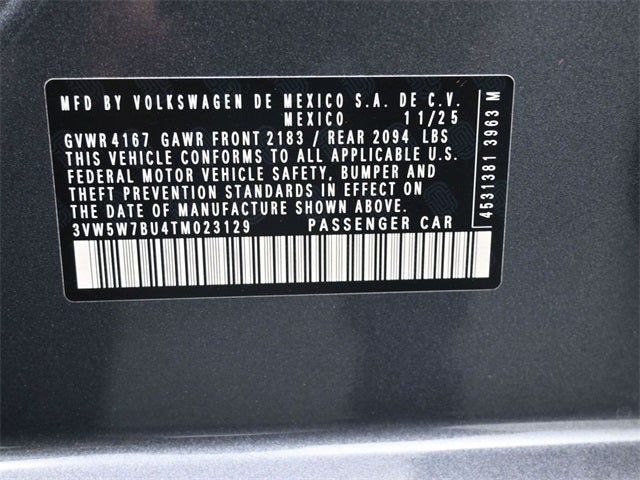 MFD BY VOLKSWAGEN DE MEXICO S.A. DE C.V.
MEXICO 11/25
GVWR 4167 GAWR FRONT 2183 / REAR 2094 LBS
THIS VEHICLE CONFORMS TO ALL APPLICABLE U.S.
FEDERAL MOTOR VEHICLE SAFETY, BUMPER AND
THEFT PREVENTION STANDARDS IN EFFECT ON
THE DATE OF MANUFACTURE SHOWN ABOVE.
3VW5W7BU4TM023129 PASSENGER CAR
4531381 3963 M